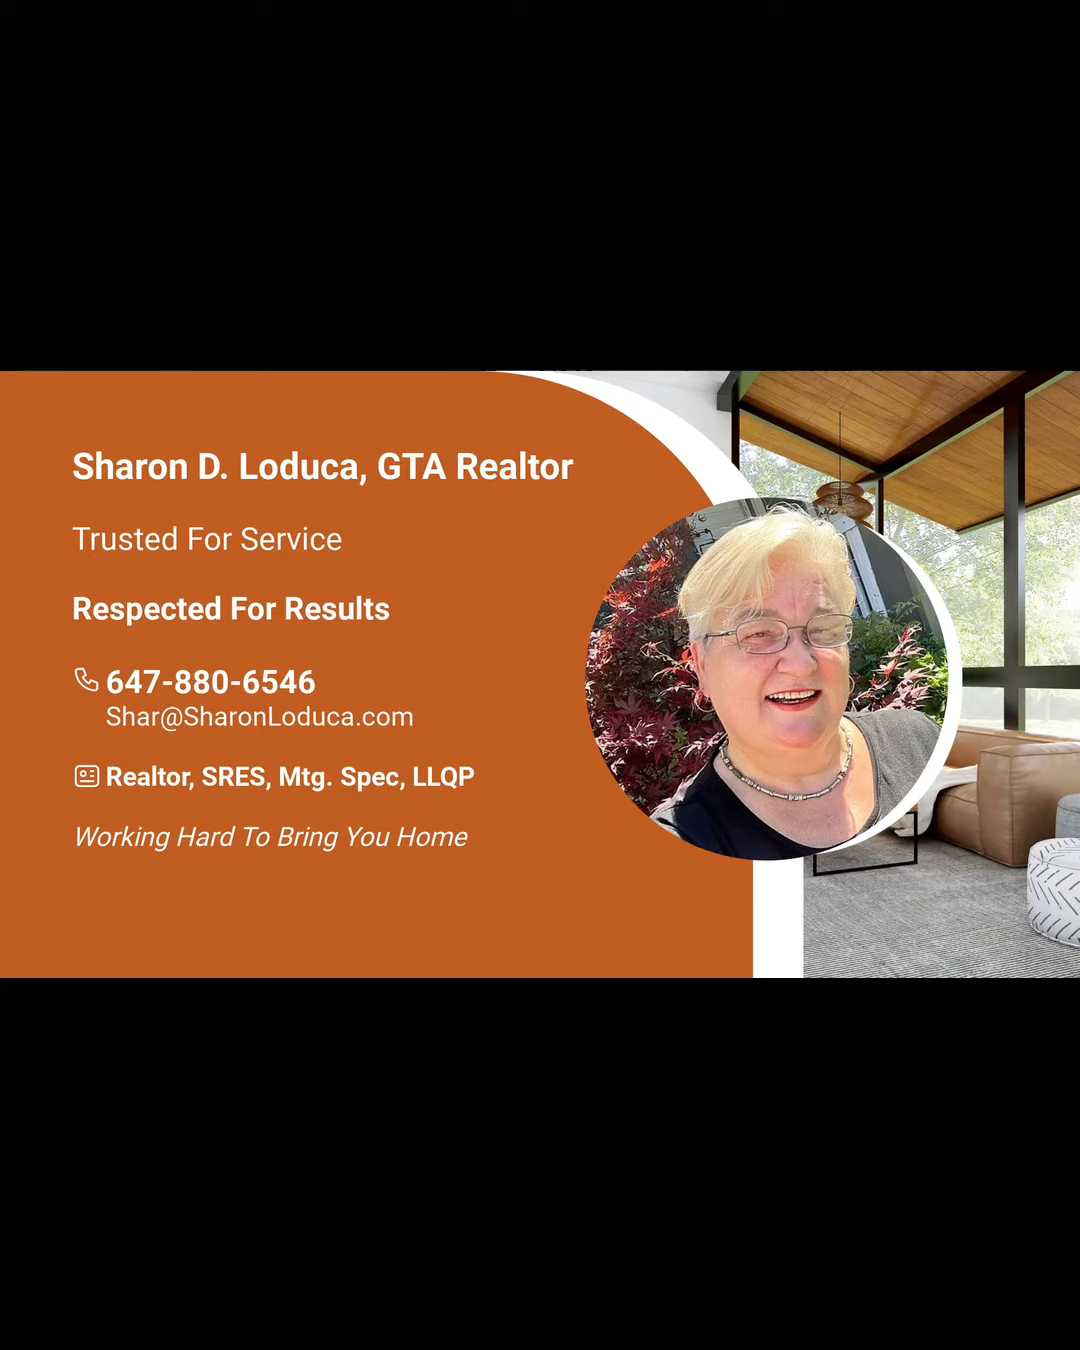 Sharon D. Loduca, GTA Realtor
Trusted For Service
Respected For Results
647-880-6546
Shar@SharonLoduca.com
Realtor, SRES, Mtg. Spec, LLQP
Working Hard To Bring You Home